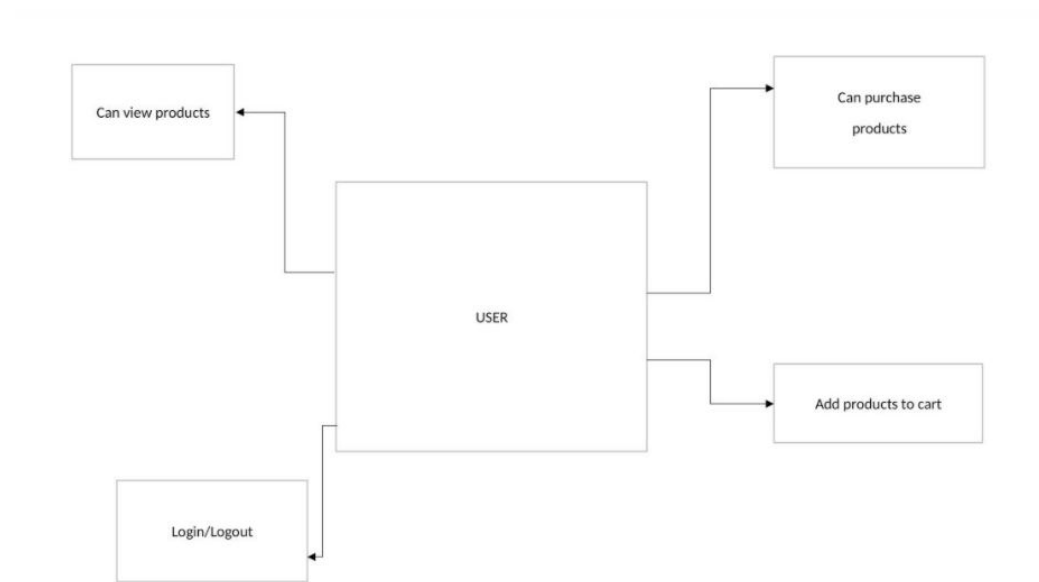 Can view products
Can purchase
products
USER
Add products to cart
Login/Logout